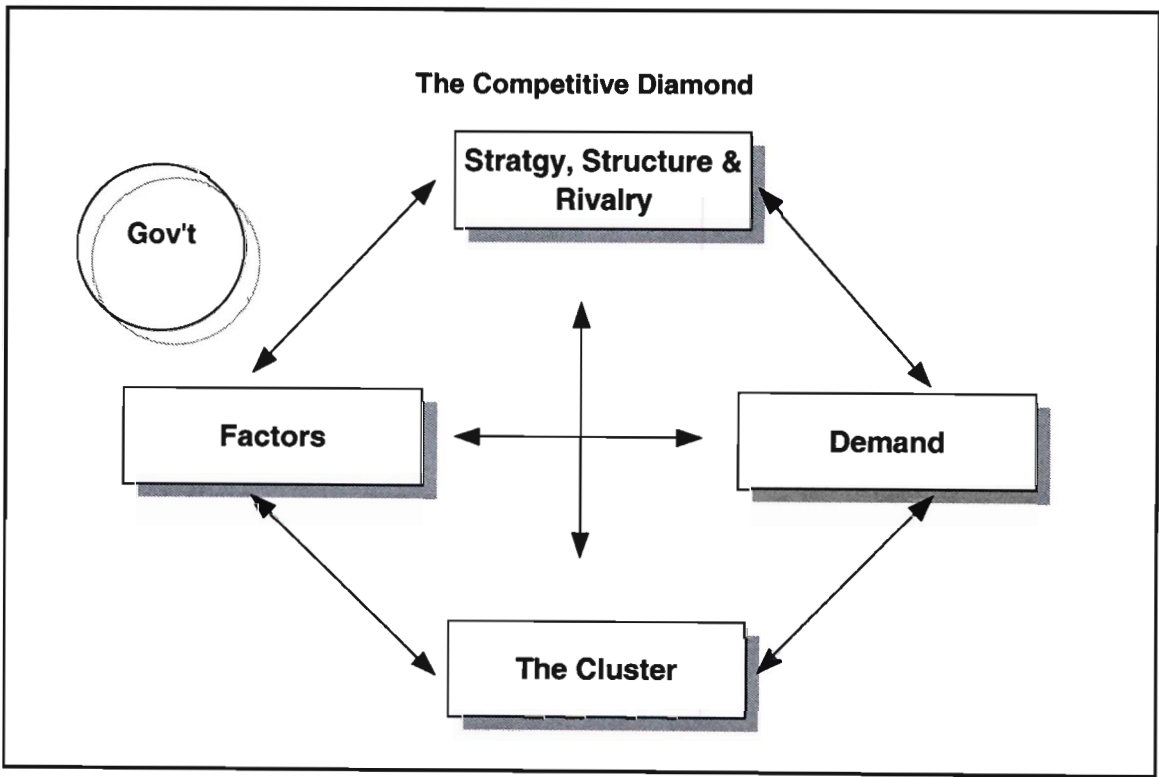 The Competitive Diamond
Stratgy, Structure &
Rivalry
Gov't
Factors
Demand
The Cluster